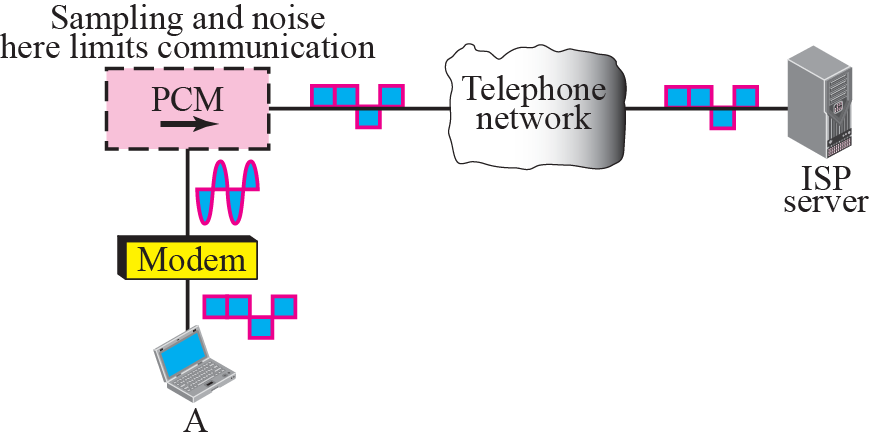 Sampling and noise
here limits communication
PCM
Telephone
network
ISP
server
Modem
A